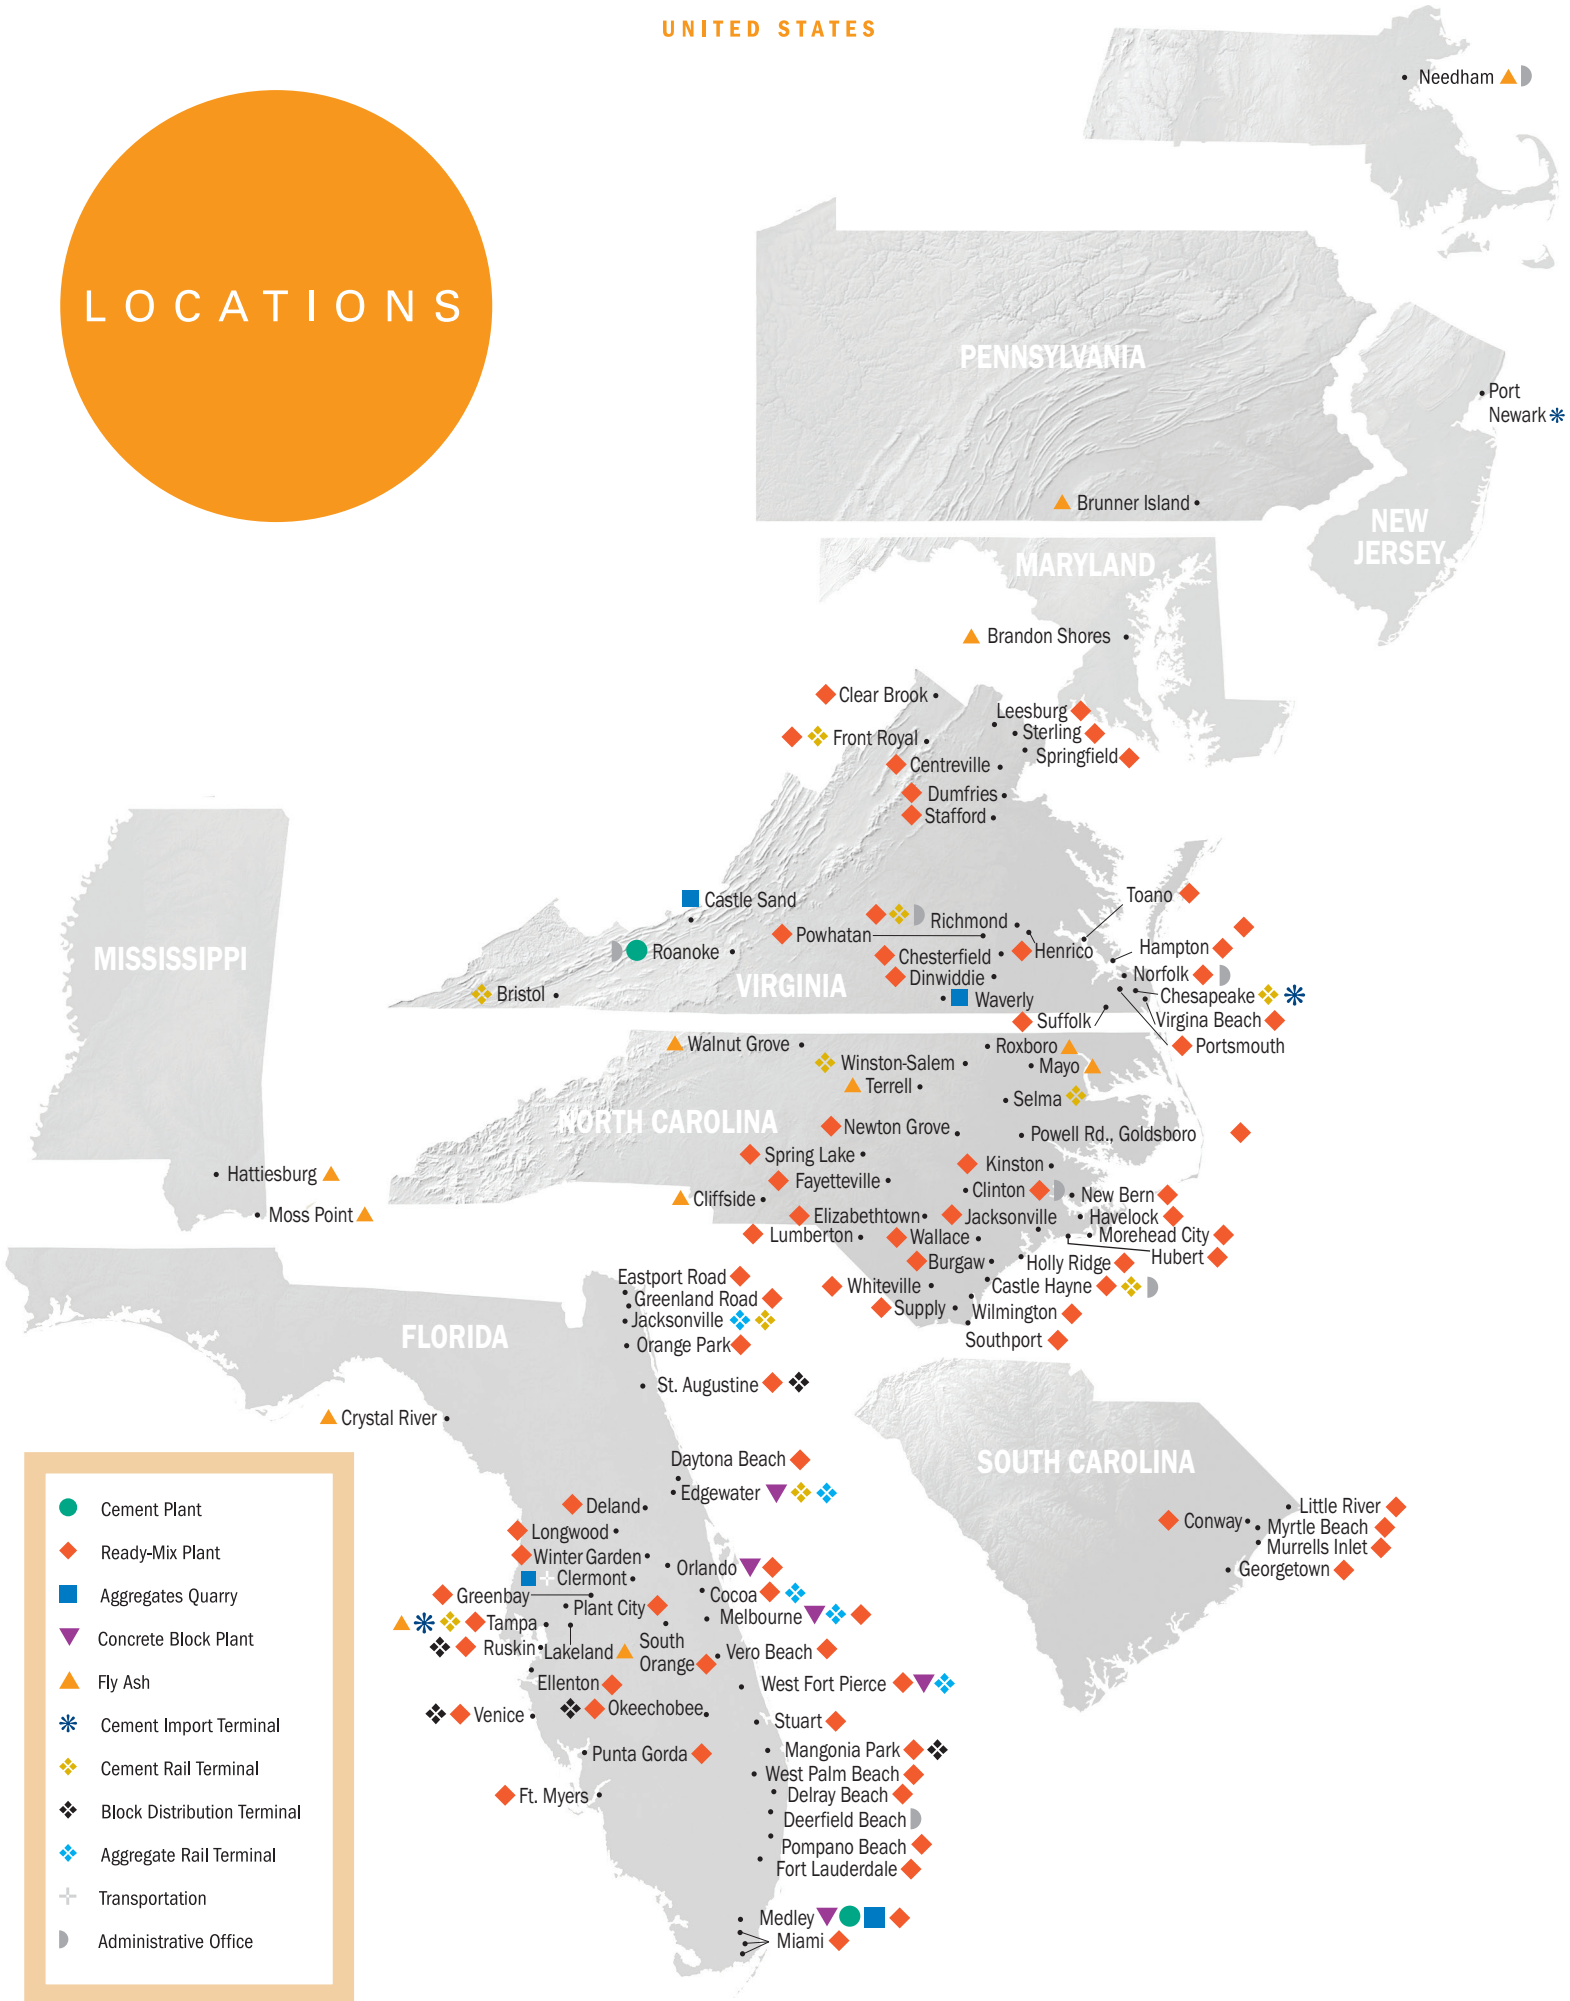 UNITED STATES
LOCATIONS
Needham
PENNSYLVANIA
Port
Newark
Brunner Island
NEW
JERSEY
MARYLAND
Brandon Shores
Clear Brook
Leesburg
Front Royal
Sterling
Springfield
Centreville
Dumfries
Stafford
Castle Sand
Toano
Richmond
Powhatan
Henrico
Hampton
Chesterfield
Roanoke
Norfolk
Dinwiddie
VIRGINIA
Bristol
Waverly
Chesapeake
Suffolk
Virgina Beach
Portsmouth
MISSISSIPPI
Walnut Grove
Roxboro
Winston-Salem
Mayo
Terrell
Selma
NORTH CAROLINA
Newton Grove
Powell Rd., Goldsboro
Spring Lake
Kinston
Hattiesburg
Fayetteville
Clinton
New Bern
Cliffside
Moss Point
Elizabethtown
Jacksonville
Havelock
Lumberton
Wallace
Morehead City
Hubert
Burgaw
Holly Ridge
Whiteville
Castle Hayne
Supply
Wilmington
Southport
Eastport Road
Greenland Road
Jacksonville
FLORIDA
Orange Park
St. Augustine
Crystal River
SOUTH CAROLINA
Daytona Beach
Edgewater
Deland
Longwood
Winter Garden
Orlando
Clermont
Greenbay
Cocoa
Plant City
Tampa
Melbourne
Ruskin
Lakeland
South
Orange
Vero Beach
Ellenton
West Fort Pierce
Venice
Okeechobee
Stuart
Punta Gorda
Mangonia Park
West Palm Beach
Ft. Myers
Delray Beach
Deerfield Beach
Pompano Beach
Fort Lauderdale
Medley
Miami
Little River
Conway
Myrtle Beach
Murrells Inlet
Georgetown
Cement Plant
Ready-Mix Plant
Aggregates Quarry
Concrete Block Plant
Fly Ash
Cement Import Terminal
Cement Rail Terminal
Block Distribution Terminal
Aggregate Rail Terminal
Transportation
Administrative Office